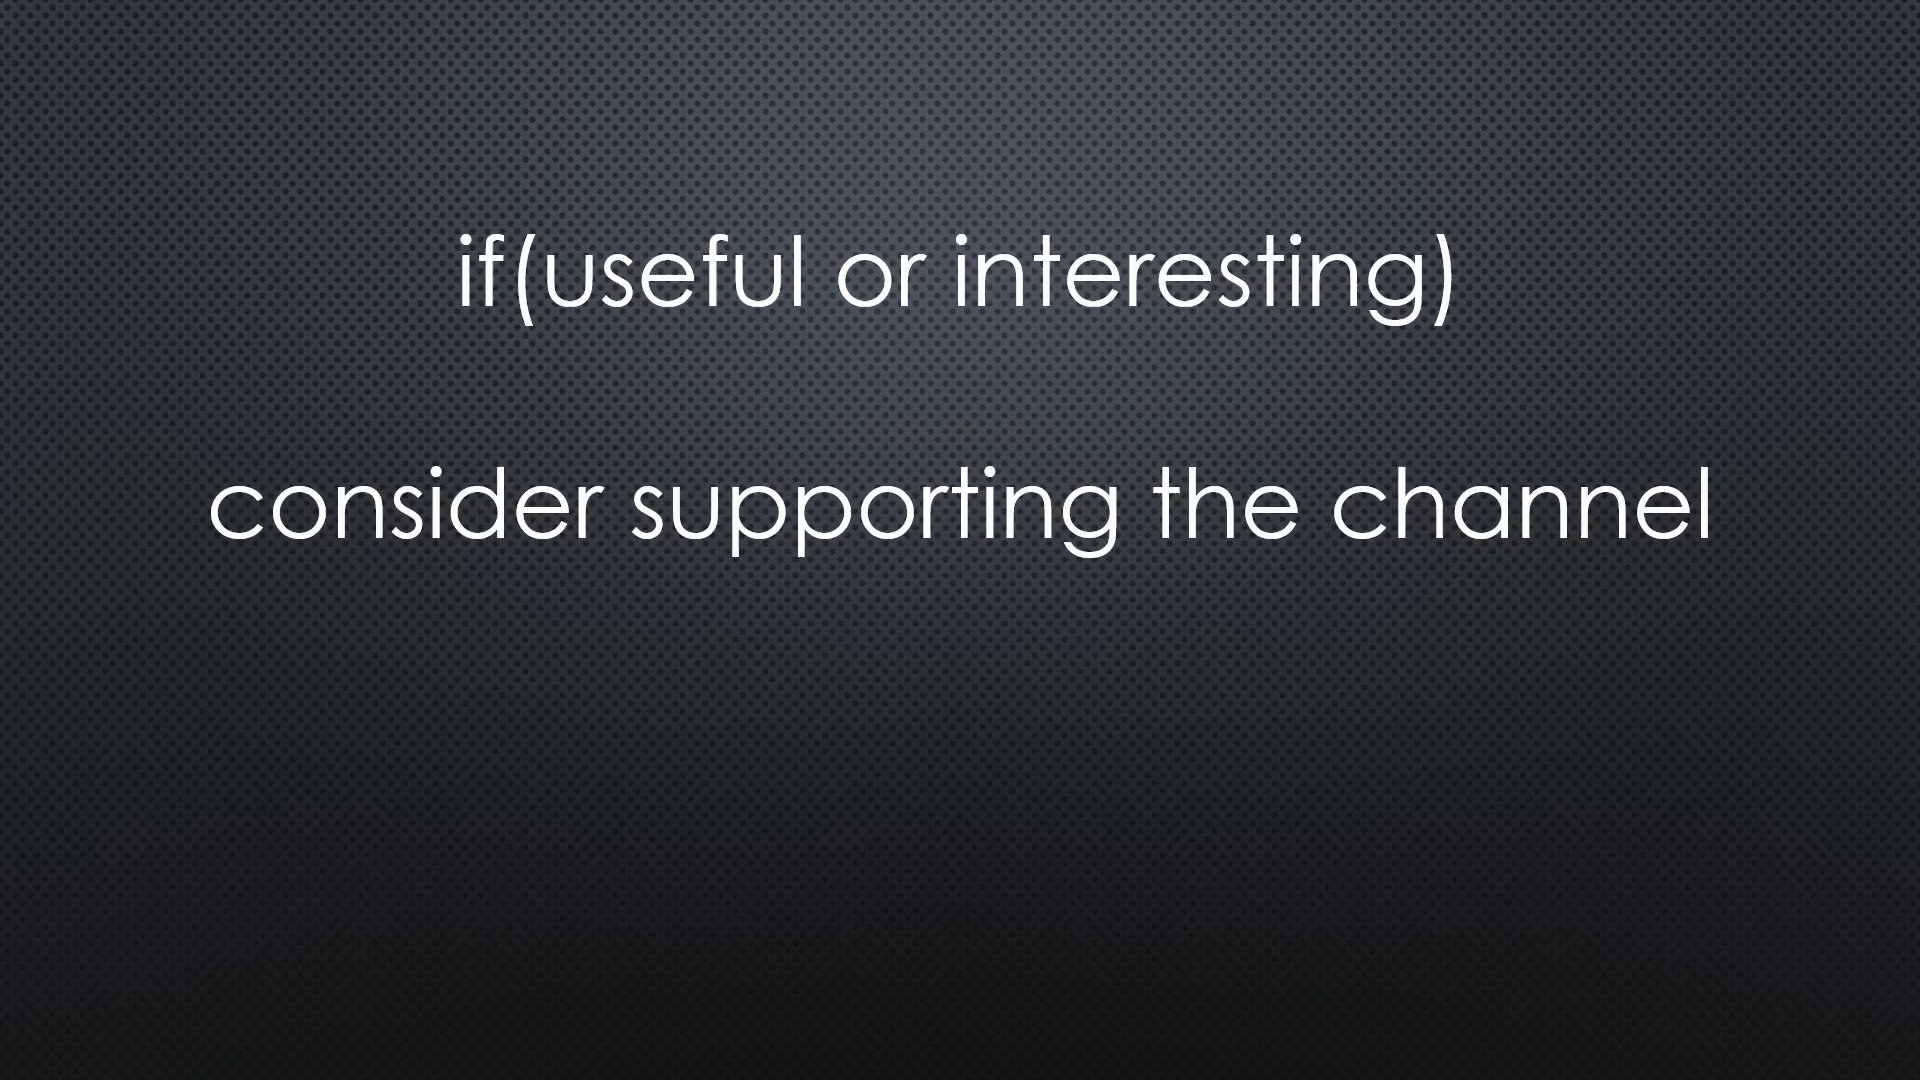 if(useful or interesting)
consider supporting the channel